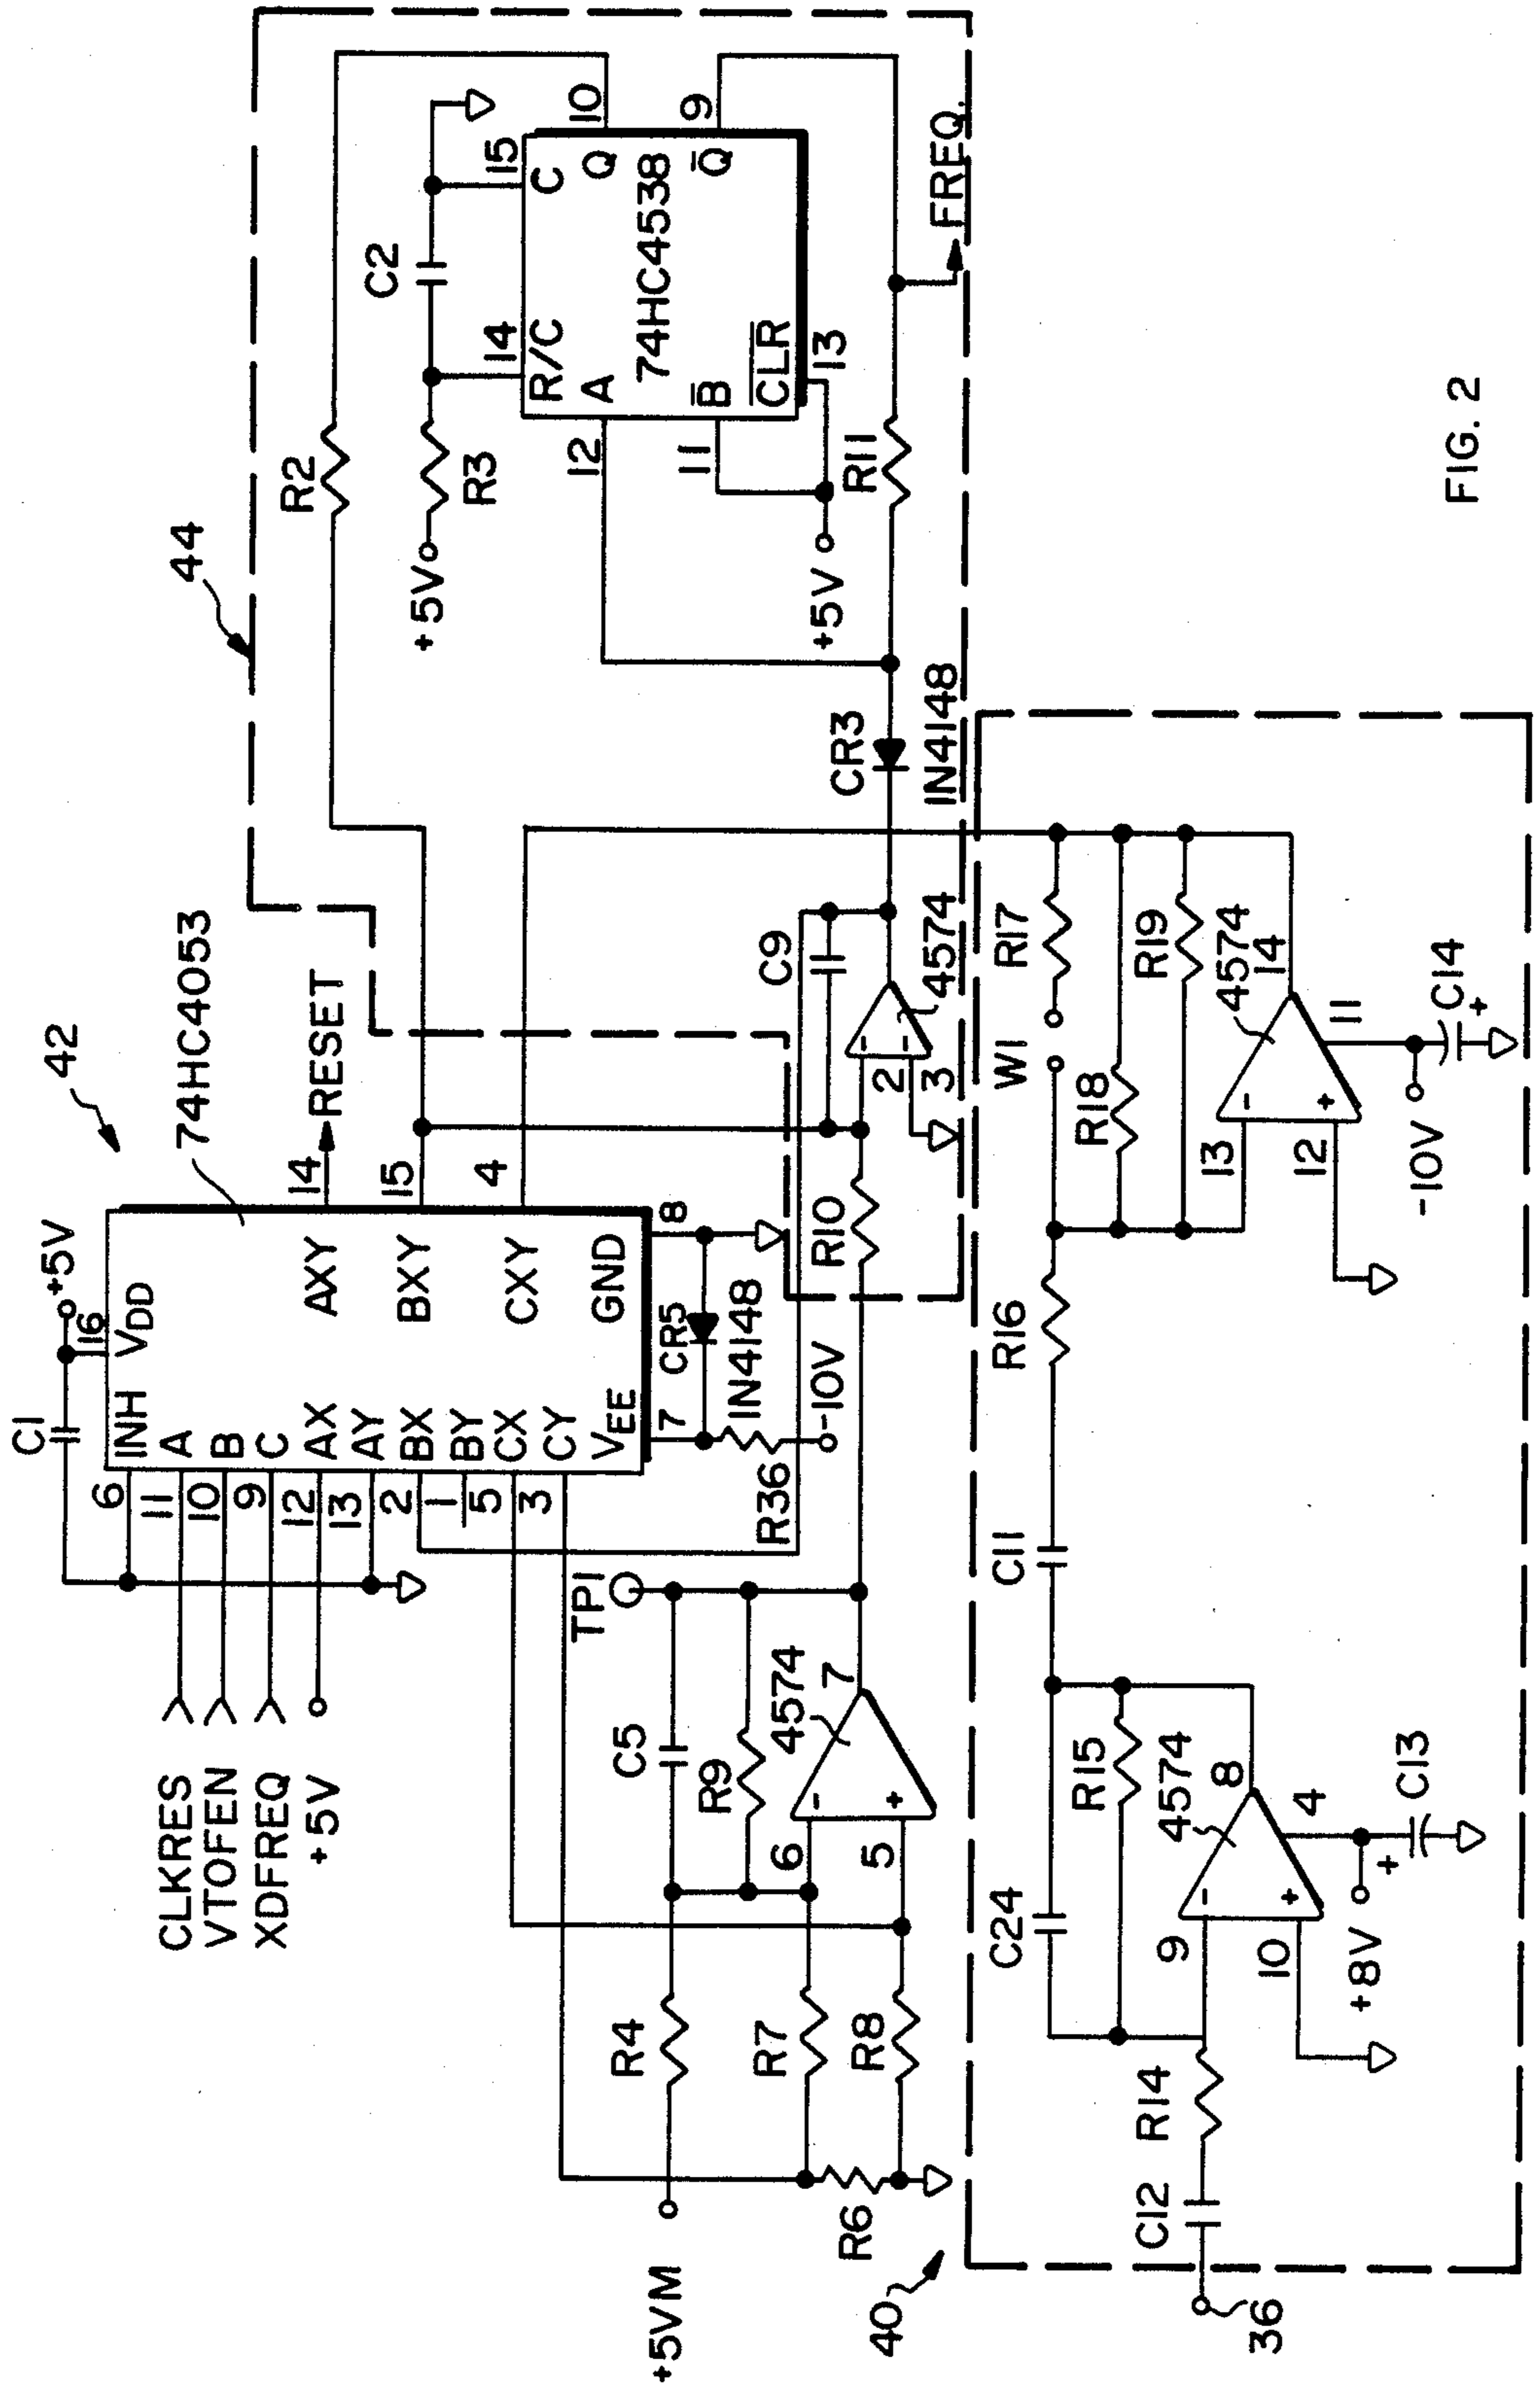 42
74HC4053
44
C1
+5V
16
6
INH
VDD
11
A
10
B
9
C
12
AX
AXY
14
RESET
13
AY
2
BX
BXY
15
1
BY
5
CX
CXY
4
3
CY
VEE
GND
7
8
CR5
IN4148
R36
-10V
CLKRES
VTOFEN
XDFREQ
+5V
R2
C2
+5V
R3
14
15
R/C
C
12
A
Q
10
74HC4538
11
B
Q
9
CLR
13
+5V
R11
FREQ.
CR3
IN4148
C9
2
-
3
-
4574
R10
TP1
C5
R9
4574
+5VM
R4
R7
6
-
7
R8
5
+
R6
40
36
C12
R14
C24
R15
4574
9
-
8
10
+
4
+8V
+
C13
C11
R16
W1
R17
R18
R19
4574
13
-
14
12
+
11
-10V
C14
+
FIG. 2